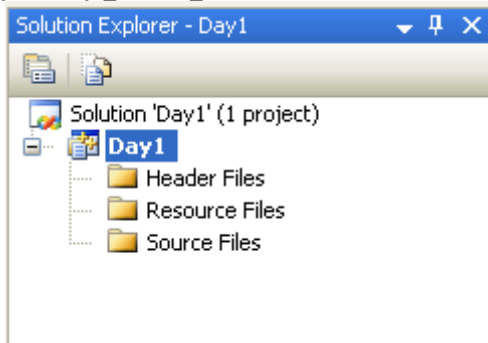 Solution Explorer - Day1
Solution 'Day1' (1 project)
Day1
Header Files
Resource Files
Source Files